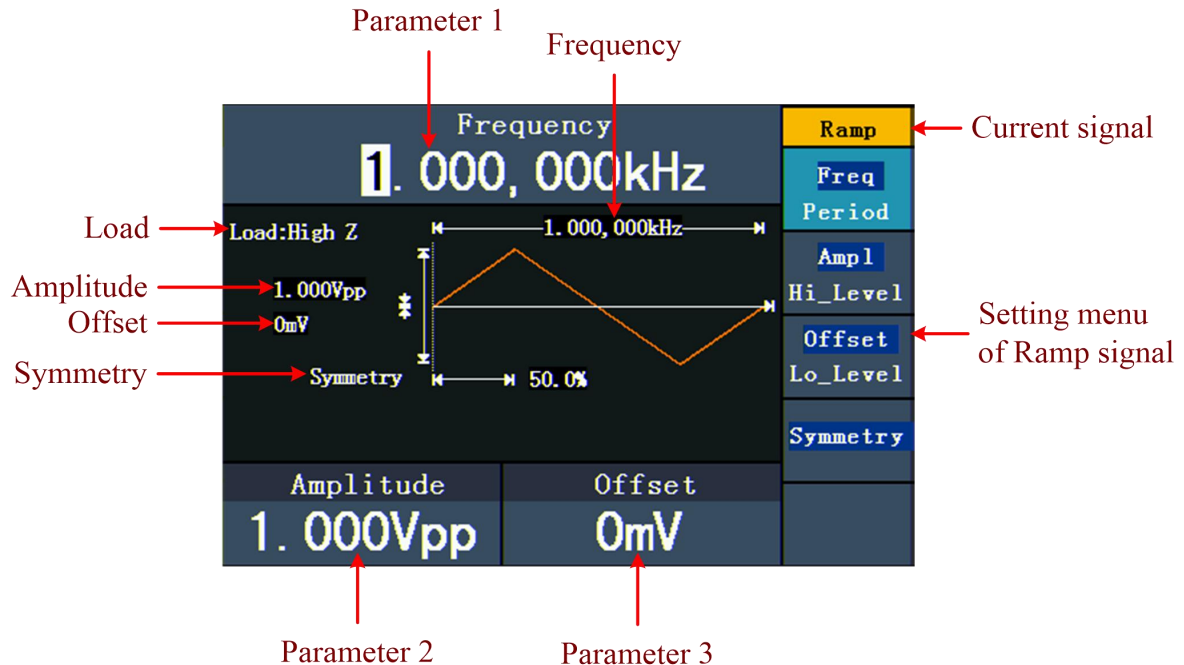 Parameter 1
Frequency
Frequency
1.000,000kHz
Ramp
Current signal
Freq
Period
Load
Load:High Z
1.000,000kHz
Ampl
Hi_Level
Amplitude
1.000Vpp
Offset
0mV
Setting menu
of Ramp signal
Offset
Lo_Level
Symmetry
Symmetry
50.0%
Symmetry
Amplitude
Offset
1.000Vpp
0mV
Parameter 2
Parameter 3